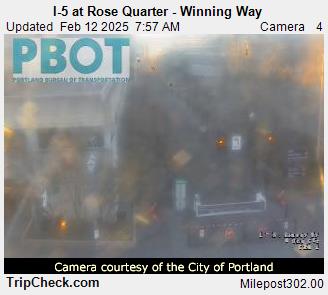 I-5 at Rose Quarter - Winning Way
Updated  Feb 12 2025  7:57 AM
Camera  4
PBOT
PORTLAND BUREAU OF TRANSPORTATION
Camera courtesy of the City of Portland
TripCheck.com
Milepost302.00